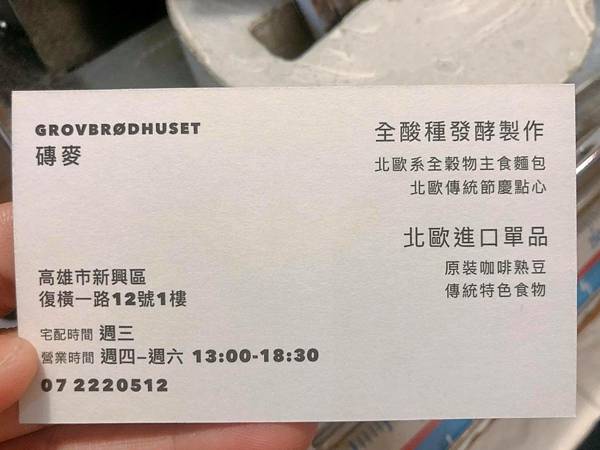 GROVBRØDHUSET
磚麥
全酸種發酵製作
北歐系全穀物主食麵包
北歐傳統節慶點心
北歐進口單品
原裝咖啡熟豆
傳統特色食物
高雄市新興區
復橫一路12號1樓
宅配時間 週三
營業時間 週四–週六 13:00-18:30
07 2220512